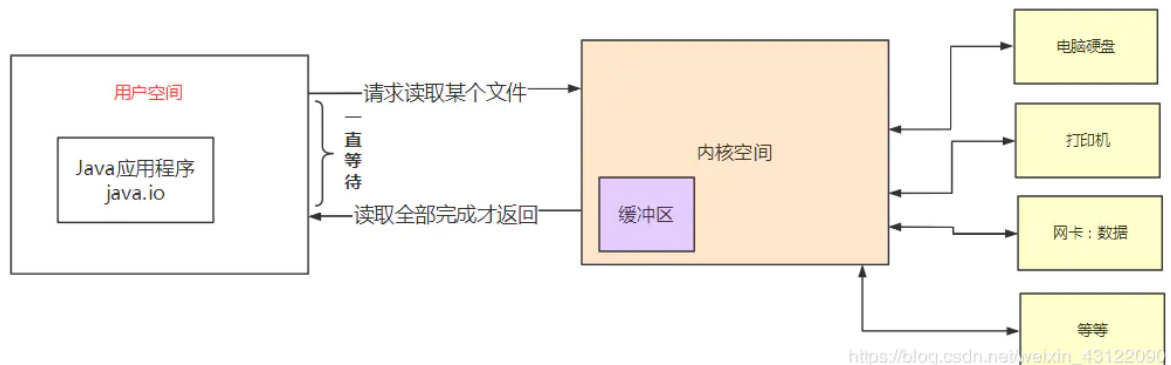 用户空间
Java应用程序
java.io
请求读取某个文件
一直等待
读取全部完成才返回
内核空间
缓冲区
电脑硬盘
打印机
网卡：数据
等等
https://blog.csdn.net/weixin_43122090